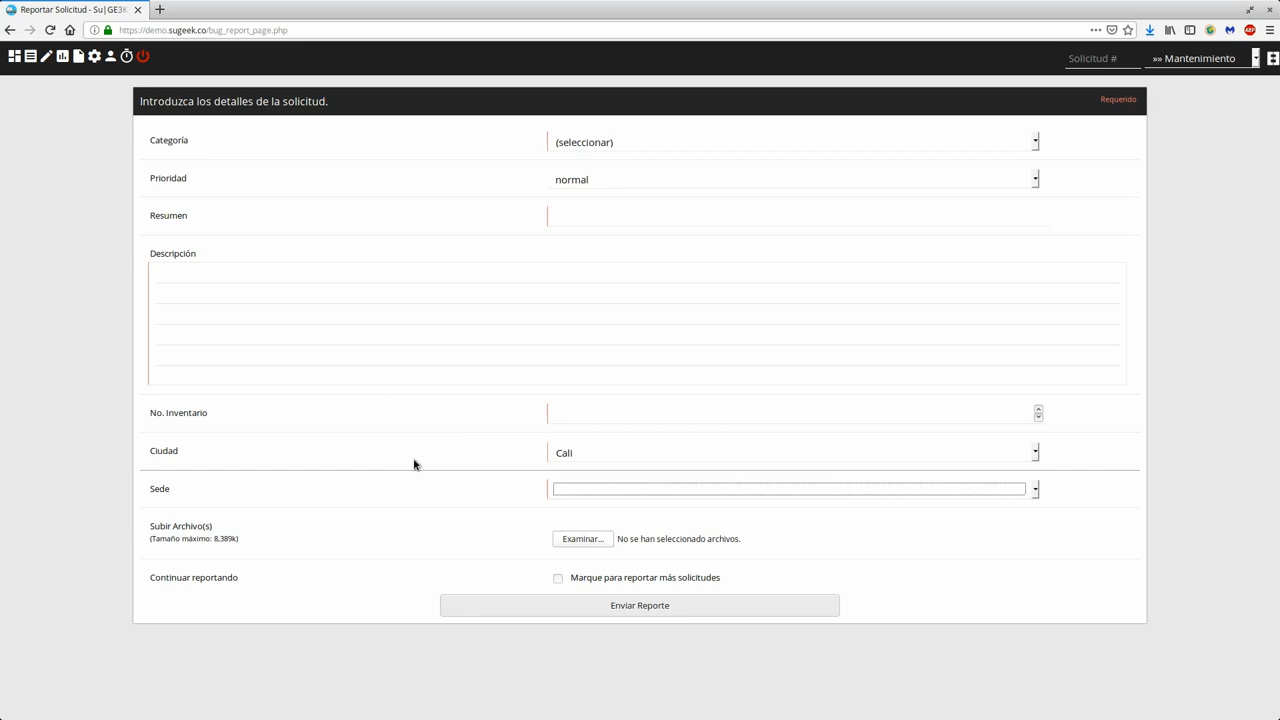 Reportar Solicitud - Su|GE3K
https://demo.sugeek.co/bug_report_page.php
ABP
Solicitud #
»» Mantenimiento
Introduzca los detalles de la solicitud.
Requerido
Categoría
(seleccionar)
Prioridad
normal
Resumen
Descripción
No. Inventario
Ciudad
Cali
Sede
Subir Archivo(s)
(Tamaño máximo: 8,389k)
Examinar... No se han seleccionado archivos.
Continuar reportando
Marque para reportar más solicitudes
Enviar Reporte